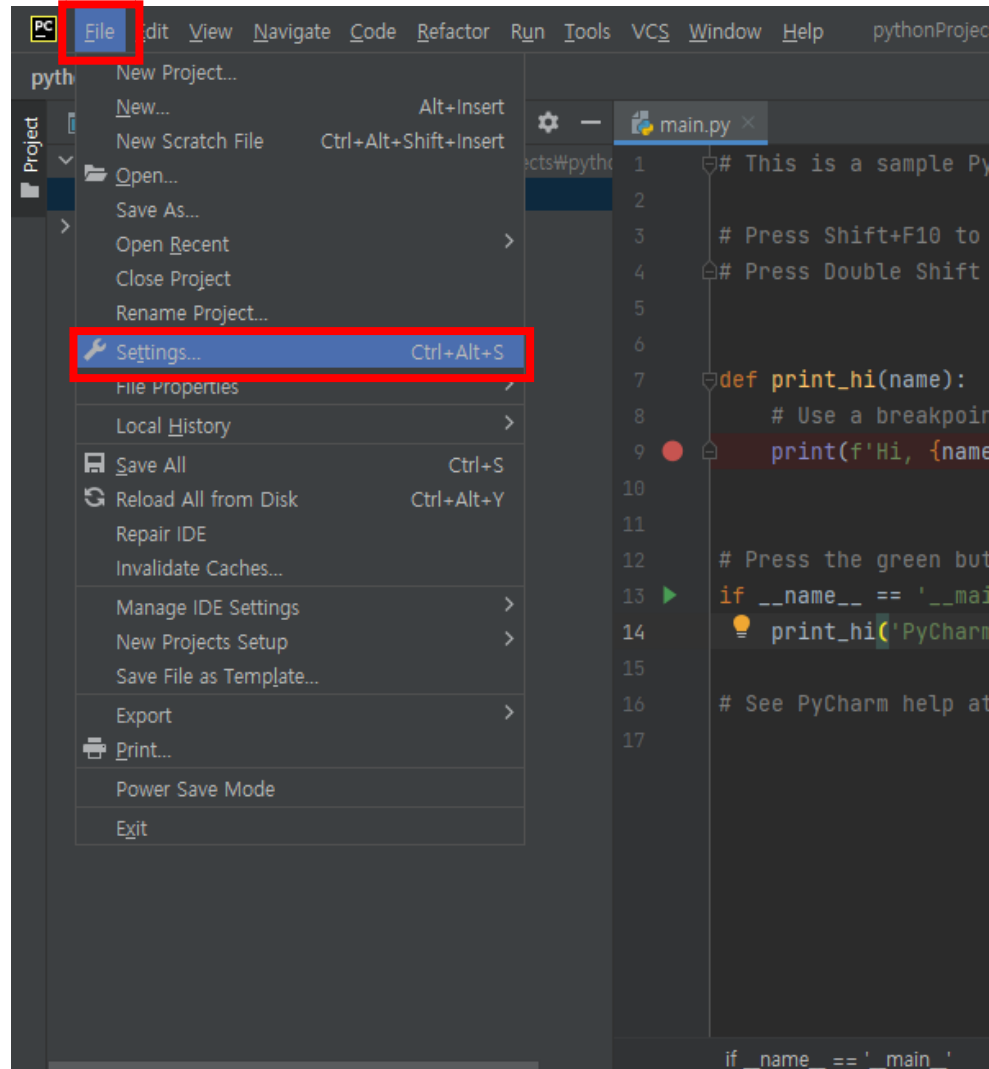 PC File Edit View Navigate Code Refactor Run Tools VCS Window Help pythonProjec
pyth
Project
New Project...
New... Alt+Insert
New Scratch File Ctrl+Alt+Shift+Insert
Open...
Save As...
Open Recent
Close Project
Rename Project...
Settings... Ctrl+Alt+S
File Properties
Local History
Save All Ctrl+S
Reload All from Disk Ctrl+Alt+Y
Repair IDE
Invalidate Caches...
Manage IDE Settings
New Projects Setup
Save File as Template...
Export
Print...
Power Save Mode
Exit
ects₩pytho
main.py
1 # This is a sample Py
2
3 # Press Shift+F10 to
4 # Press Double Shift
5
6
7 def print_hi(name):
8 # Use a breakpoin
9 print(f'Hi, {name
10
11
12 # Press the green but
13 if __name__ == '__mai
14 print_hi('PyCharm
15
16 # See PyCharm help at
17
if __name__ == '__main__'